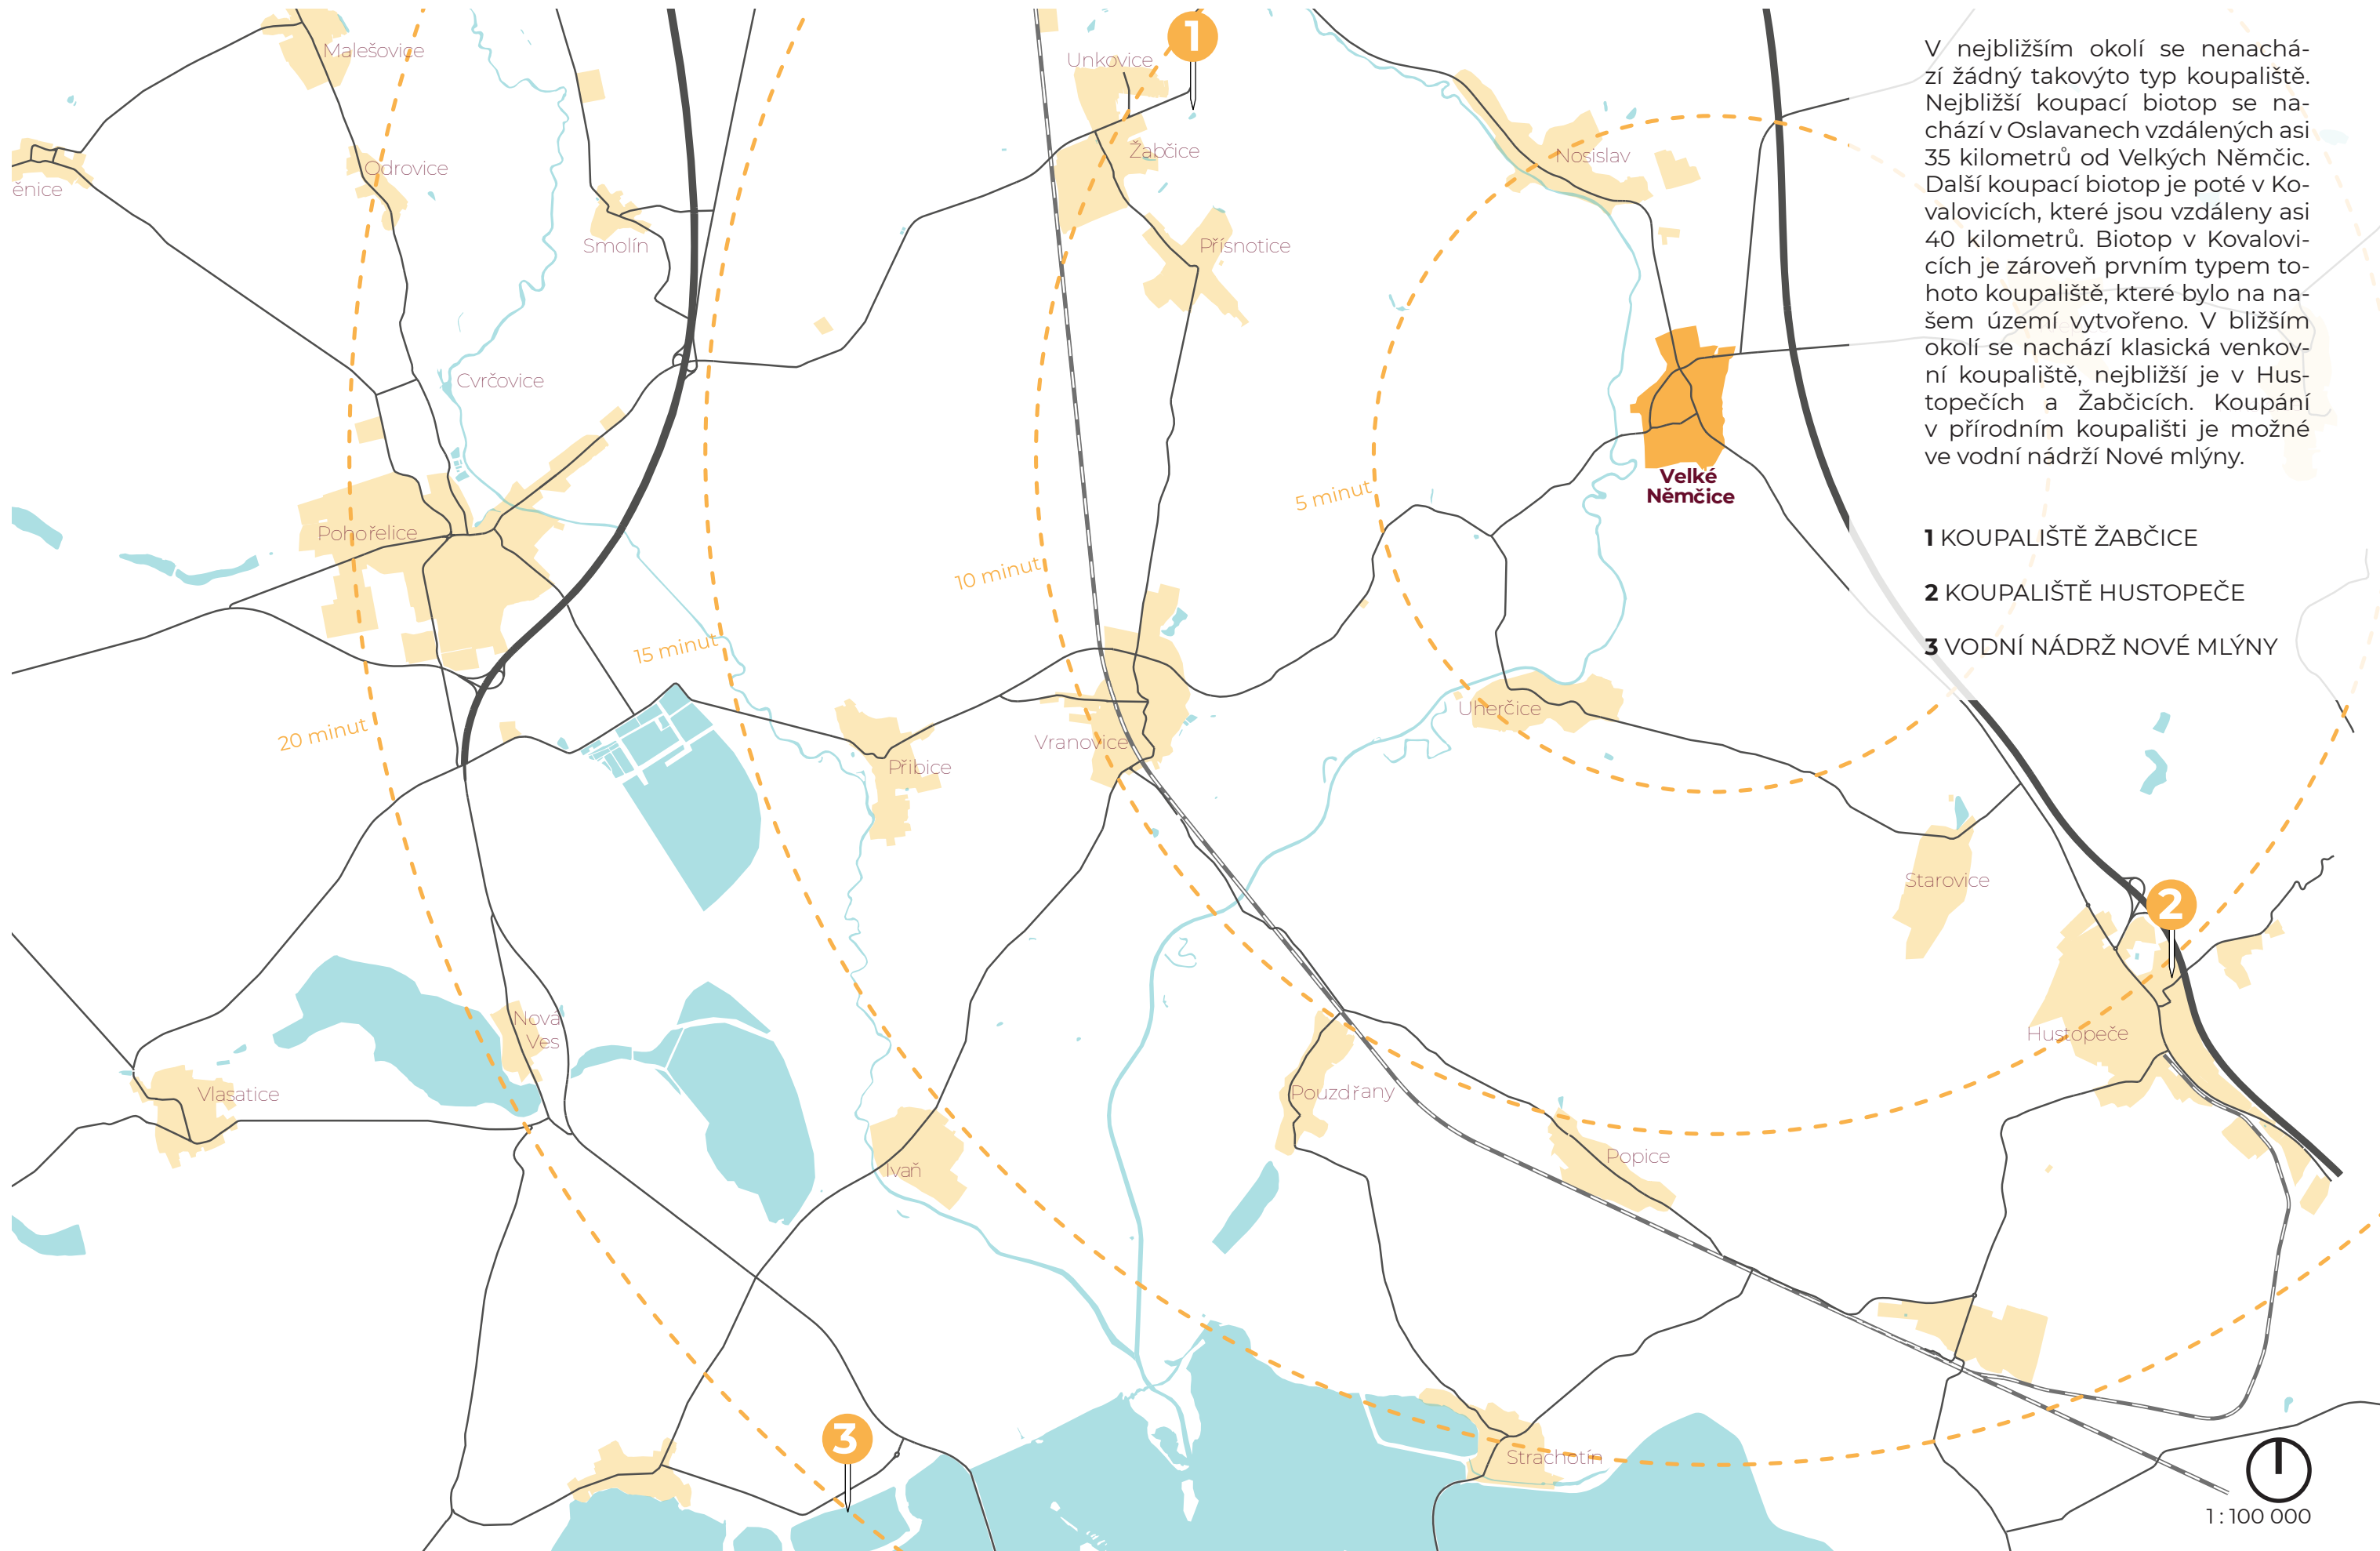 Malešovice
Unkovice
1
Odrovice
Žabčice
Nosislav
ěnice
Smolín
Přísnotice
Cvrčovice
Velké
Němčice
5 minut
Pohořelice
10 minut
15 minut
20 minut
Uherčice
Vranovice
Přibice
Starovice
2
Nová
Ves
Hustopeče
Vlasatice
Pouzdřany
Ivaň
Popice
3
Strachotín
V nejbližším okolí se nenachá-
zí žádný takovýto typ koupaliště.
Nejbližší koupací biotop se na-
chází v Oslavanech vzdálených asi
35 kilometrů od Velkých Němčic.
Další koupací biotop je poté v Ko-
valovicích, které jsou vzdáleny asi
40 kilometrů. Biotop v Kovalovi-
cích je zároveň prvním typem to-
hoto koupaliště, které bylo na na-
šem území vytvořeno. V bližším
okolí se nachází klasická venkov-
ní koupaliště, nejbližší je v Hus-
topečích a Žabčicích. Koupání
v přírodním koupališti je možné
ve vodní nádrží Nové mlýny.
1 KOUPALIŠTĚ ŽABČICE
2 KOUPALIŠTĚ HUSTOPEČE
3 VODNÍ NÁDRŽ NOVÉ MLÝNY
1 : 100 000